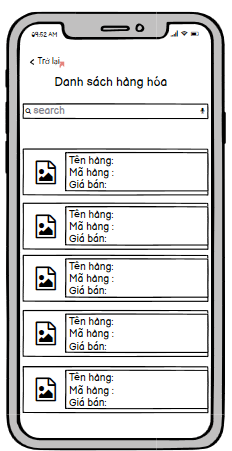 09:52 AM
< Trở lại
Danh sách hàng hóa
search
Tên hàng:
Mã hàng :
Giá bán:
Tên hàng:
Mã hàng :
Giá bán:
Tên hàng:
Mã hàng :
Giá bán:
Tên hàng:
Mã hàng :
Giá bán:
Tên hàng:
Mã hàng :
Giá bán: